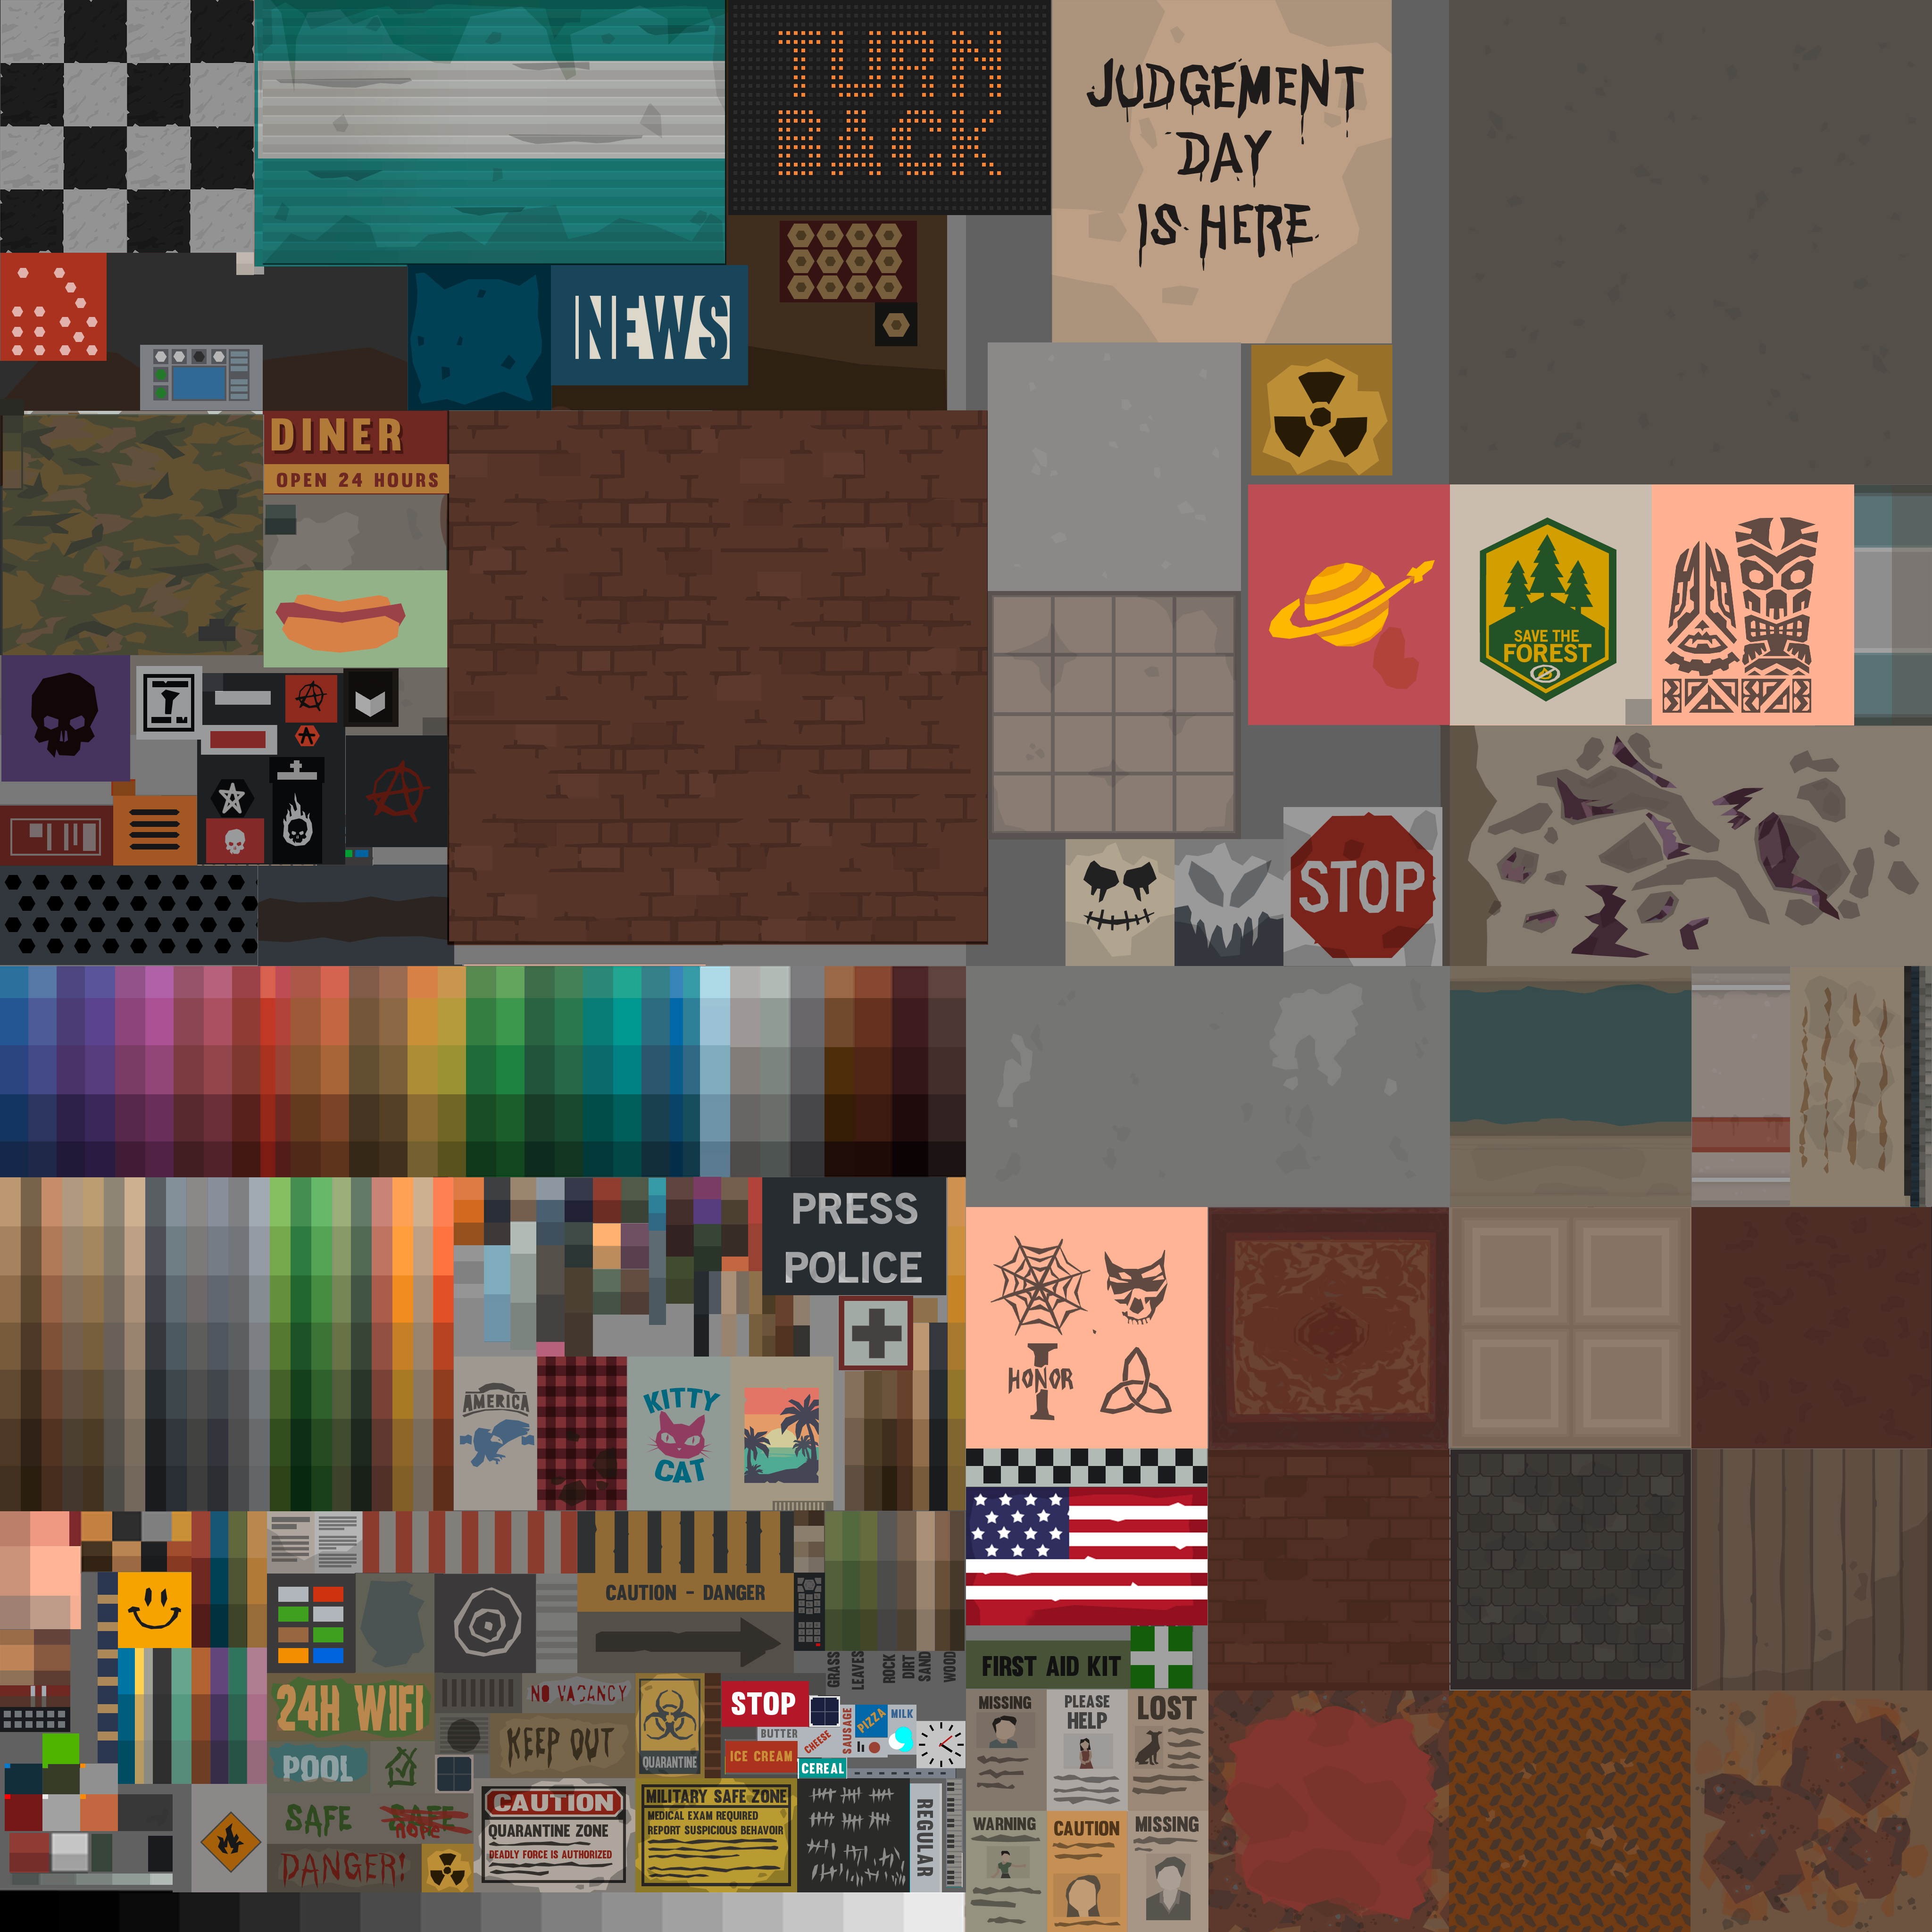 TURN
BACK
JUDGEMENT
DAY
IS HERE
NEWS
DINER
OPEN 24 HOURS
SAVE THE
FOREST
STOP
PRESS
POLICE
AMERICA
KITTY
CAT
HONOR
CAUTION - DANGER
FIRST AID KIT
GRASS
LEAVES
ROCK
DIRT
SAND
WOOD
24H WIFI
NO VACANCY
KEEP OUT
QUARANTINE
STOP
BUTTER
ICE CREAM
CHEESE
SAUSAGE
PIZZA
MILK
CEREAL
POOL
SAFE
SAFE
NOPE
DANGER!
CAUTION
QUARANTINE ZONE
DEADLY FORCE IS AUTHORIZED
MILITARY SAFE ZONE
MEDICAL EXAM REQUIRED
REPORT SUSPICIOUS BEHAVOIR
REGULAR
MISSING
PLEASE
HELP
LOST
WARNING
CAUTION
MISSING